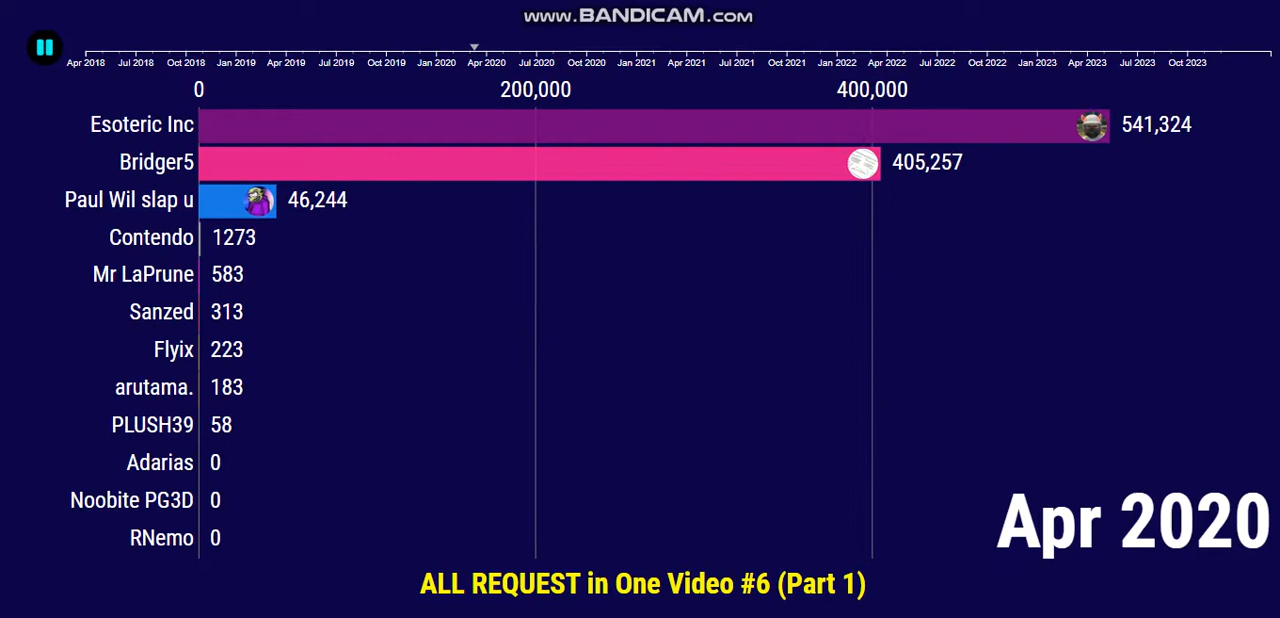 www.BANDICAM.com
Apr 2018 Jul 2018 Oct 2018 Jan 2019 Apr 2019 Jul 2019 Oct 2019 Jan 2020 Apr 2020 Jul 2020 Oct 2020 Jan 2021 Apr 2021 Jul 2021 Oct 2021 Jan 2022 Apr 2022 Jul 2022 Oct 2022 Jan 2023 Apr 2023 Jul 2023 Oct 2023
0 200,000 400,000
Esoteric Inc 541,324
Bridger5 405,257
Paul Wil slap u 46,244
Contendo 1273
Mr LaPrune 583
Sanzed 313
Flyix 223
arutama. 183
PLUSH39 58
Adarias 0
Noobite PG3D 0
RNemo 0
Apr 2020
ALL REQUEST in One Video #6 (Part 1)